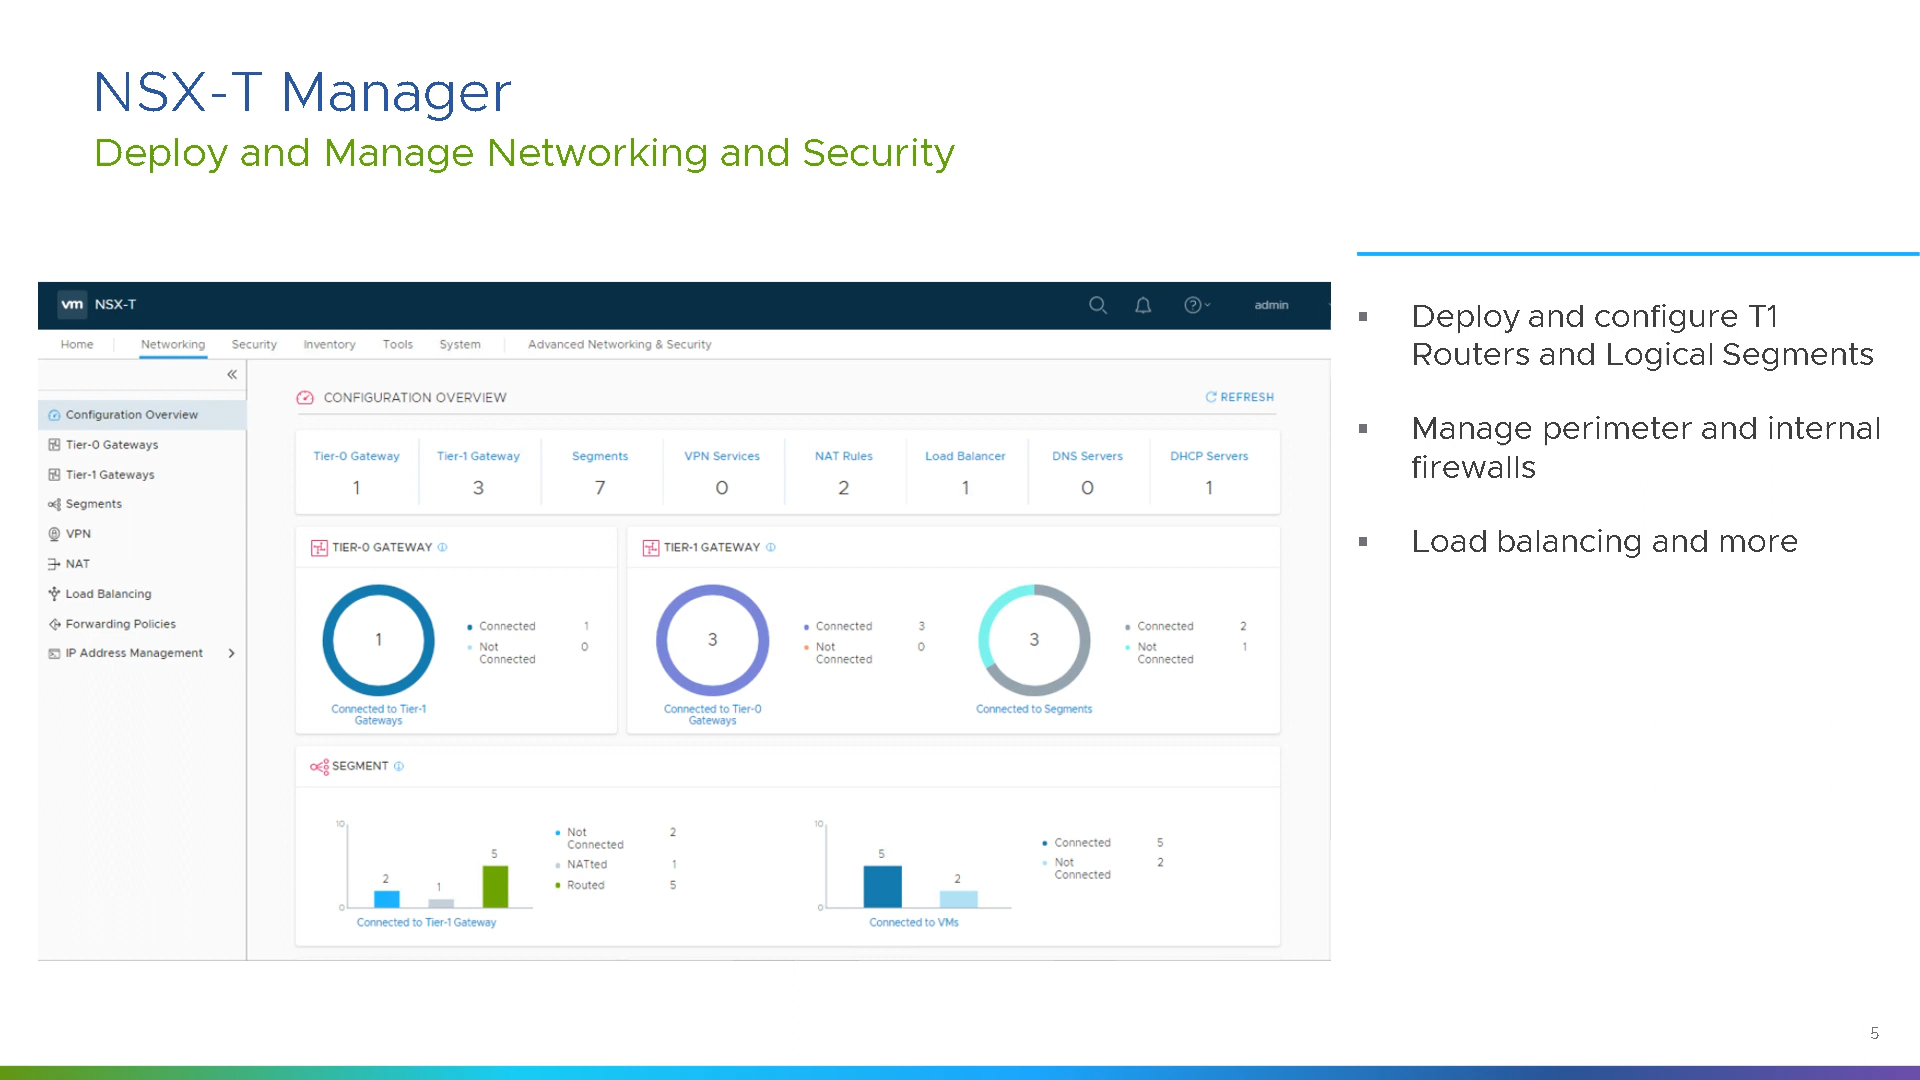 NSX-T Manager
Deploy and Manage Networking and Security
vm NSX-T
admin
Home Networking Security Inventory Tools System Advanced Networking & Security
Configuration Overview
Tier-0 Gateways
Tier-1 Gateways
Segments
VPN
NAT
Load Balancing
Forwarding Policies
IP Address Management
CONFIGURATION OVERVIEW
REFRESH
Tier-0 Gateway Tier-1 Gateway Segments VPN Services NAT Rules Load Balancer DNS Servers DHCP Servers
1 3 7 0 2 1 0 1
TIER-0 GATEWAY
1
Connected 1
Not 0
Connected
Connected to Tier-1
Gateways
TIER-1 GATEWAY
3
Connected 3
Not 0
Connected
Connected to Tier-0
Gateways
3
Connected 2
Not 1
Connected
Connected to Segments
SEGMENT
10
0
2
1
5
Connected to Tier-1 Gateway
Not 2
Connected
NATted 1
Routed 5
10
0
5
2
Connected to VMs
Connected 5
Not 2
Connected
▪ Deploy and configure T1
Routers and Logical Segments
▪ Manage perimeter and internal
firewalls
▪ Load balancing and more
5